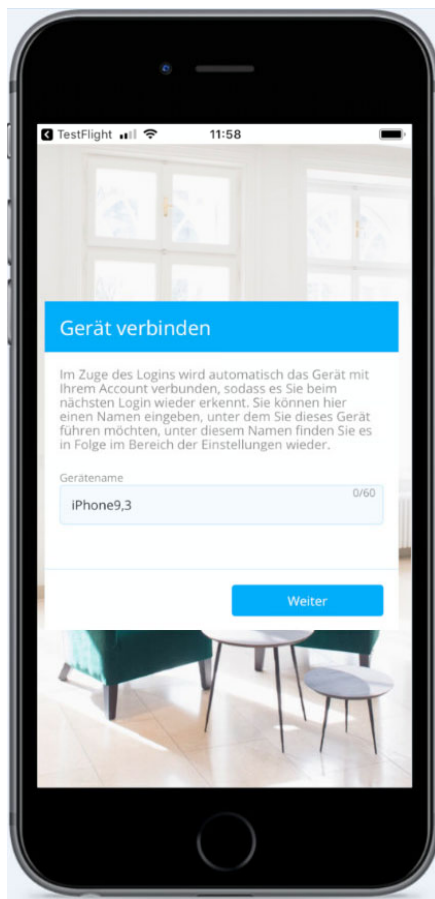 TestFlight
11:58
Gerät verbinden
Im Zuge des Logins wird automatisch das Gerät mit
Ihrem Account verbunden, sodass es Sie beim
nächsten Login wieder erkennt. Sie können hier
einen Namen eingeben, unter dem Sie dieses Gerät
führen möchten, unter diesem Namen finden Sie es
in Folge im Bereich der Einstellungen wieder.
Gerätename
0/60
iPhone9,3
Weiter